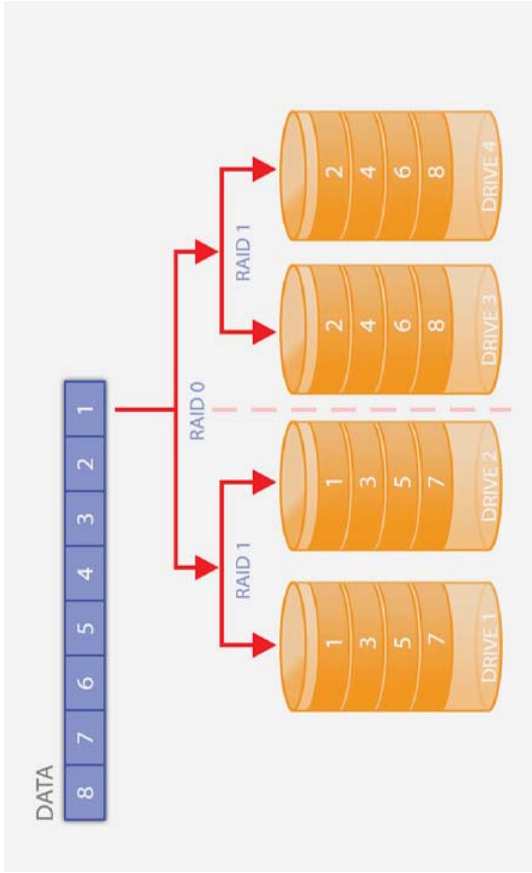 DATA
8 7 6 5 4 3 2 1
RAID 0
RAID 1 RAID 1
1 1 2 2
3 3 4 4
5 5 6 6
7 7 8 8
DRIVE 1 DRIVE 2 DRIVE 3 DRIVE 4